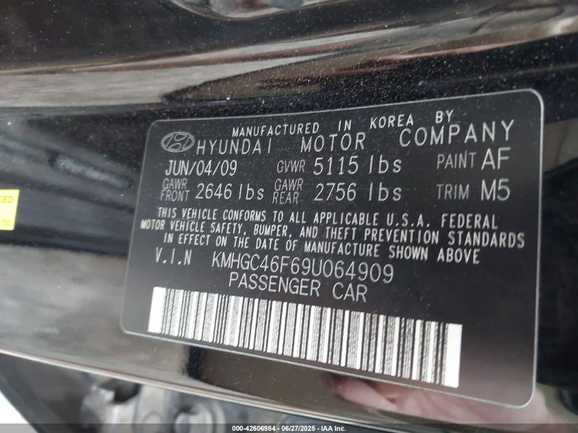 MANUFACTURED IN KOREA BY
HYUNDAI MOTOR COMPANY
JUN/04/09 GVWR 5115 lbs PAINT AF
GAWR FRONT 2646 lbs GAWR REAR 2756 lbs TRIM M5
THIS VEHICLE CONFORMS TO ALL APPLICABLE U.S.A. FEDERAL
MOTOR VEHICLE SAFETY, BUMPER, AND THEFT PREVENTION STANDARDS
IN EFFECT ON THE DATE OF MANUFACTURE SHOWN ABOVE
V.I.N KMHGC46F69U064909
PASSENGER CAR
000-42606864 06/27/2025 IAA Inc.